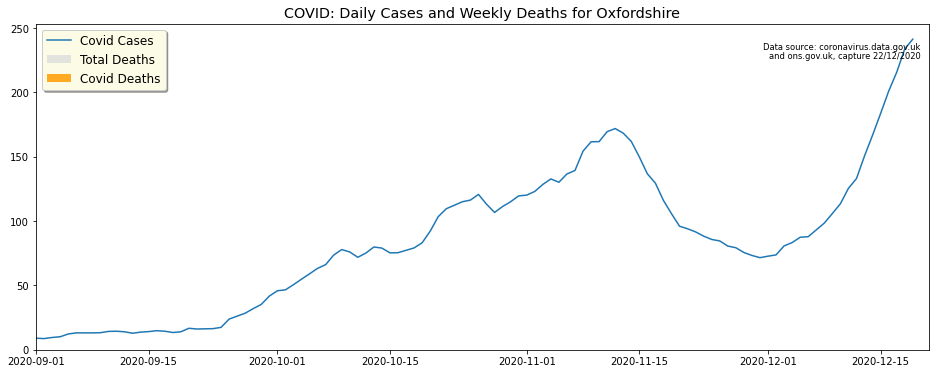 COVID: Daily Cases and Weekly Deaths for Oxfordshire
250
Covid Cases
Total Deaths
Covid Deaths
Data source: coronavirus.data.gov.uk
and ons.gov.uk, capture 22/12/2020
200
150
100
50
0
2020-09-01 2020-09-15 2020-10-01 2020-10-15 2020-11-01 2020-11-15 2020-12-01 2020-12-15